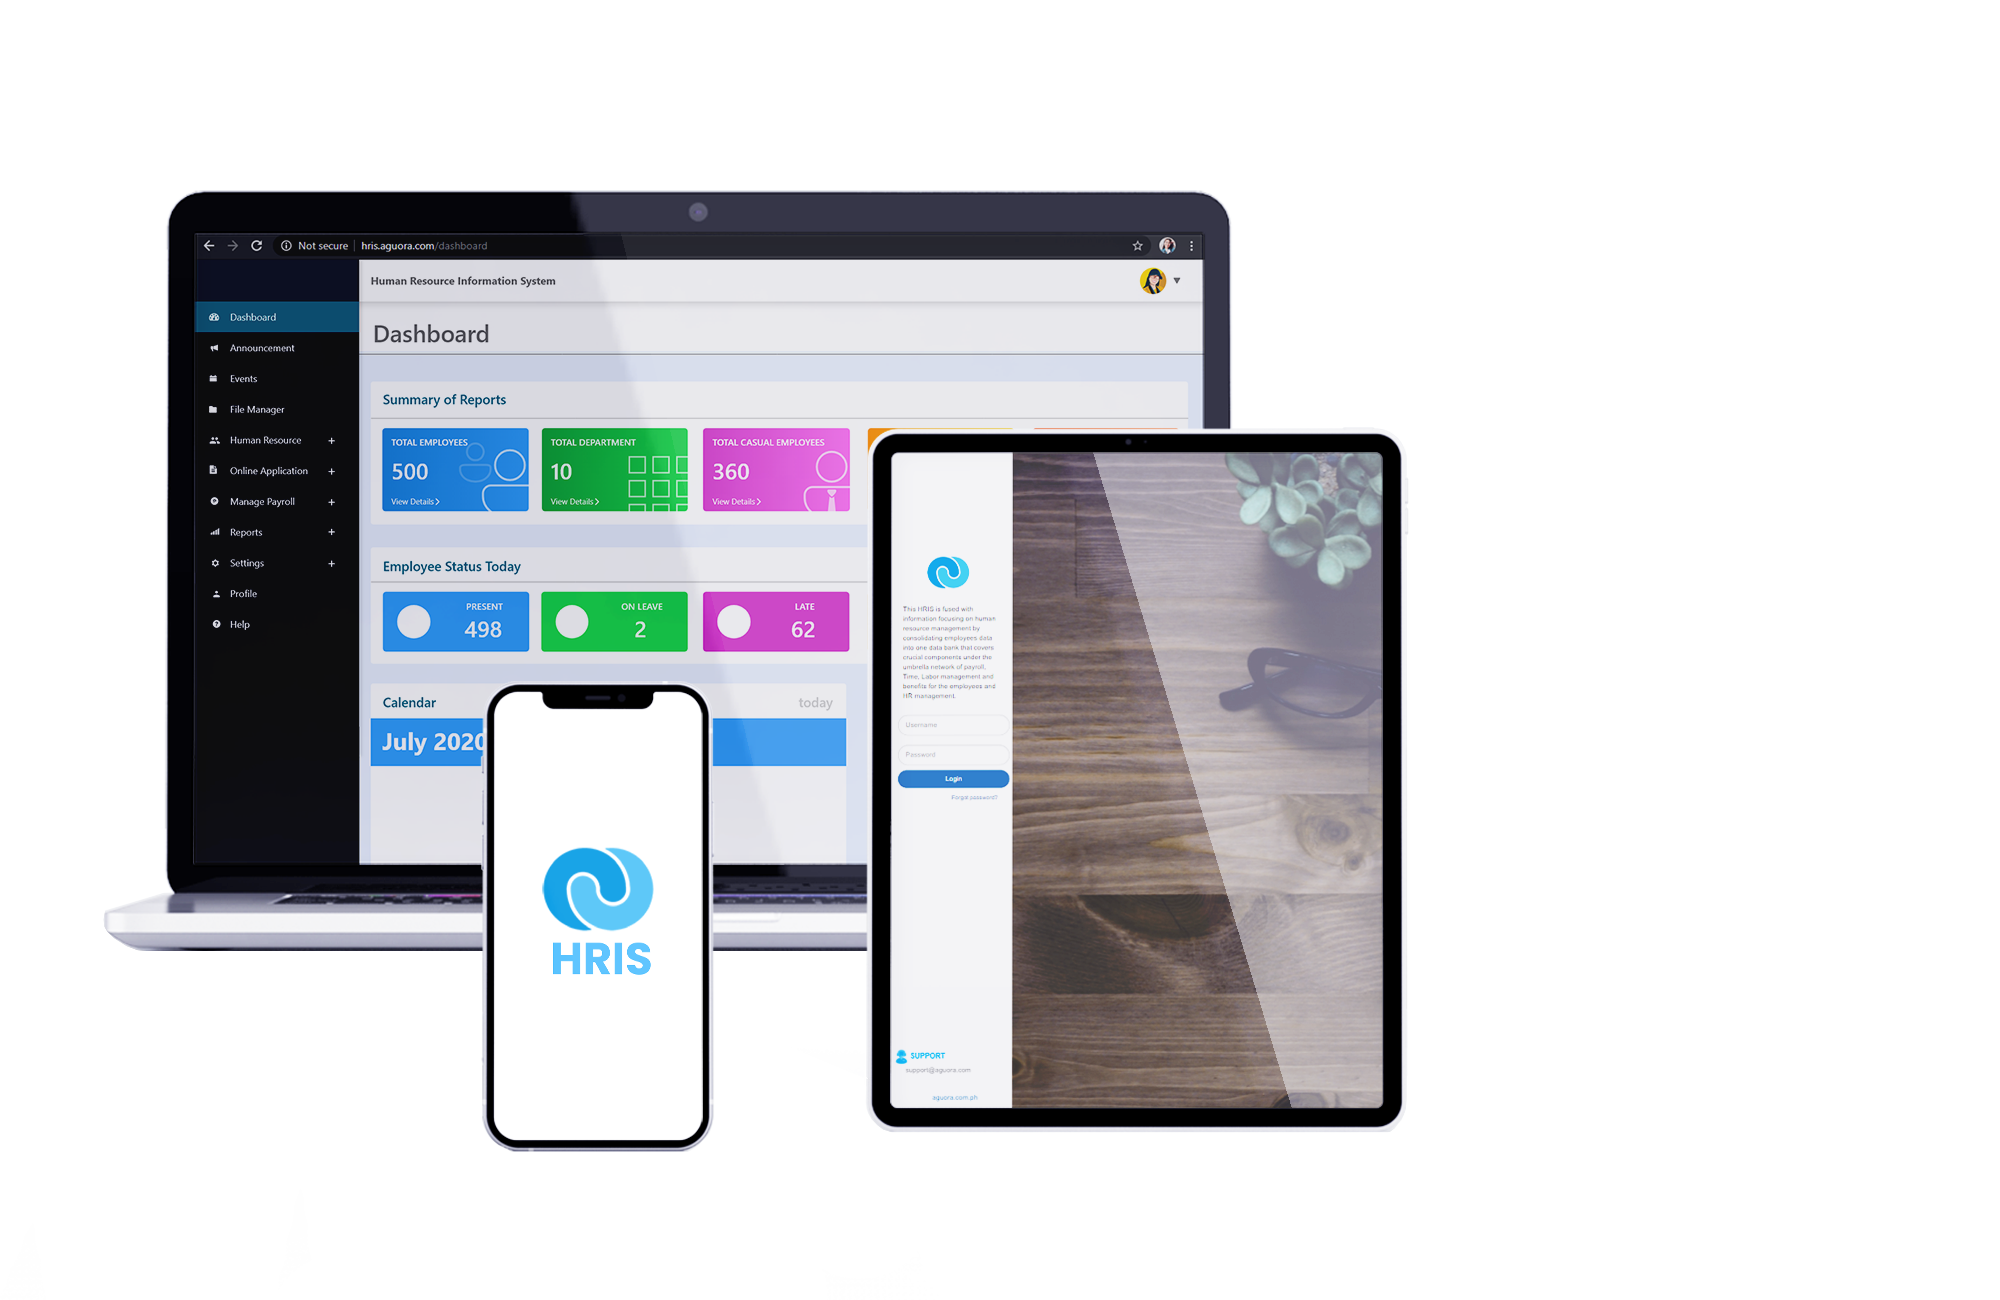 Not secure | hris.aguora.com/dashboard
Human Resource Information System
Dashboard
Announcement
Events
File Manager
Human Resource +
Online Application +
Manage Payroll +
Reports +
Settings +
Profile
Help
Dashboard
Summary of Reports
TOTAL EMPLOYEES
500
View Details
TOTAL DEPARTMENT
10
View Details
TOTAL CASUAL EMPLOYEES
360
View Details
Employee Status Today
PRESENT
498
ON LEAVE
2
LATE
62
Calendar
today
July 2020
HRIS
This HRIS is fused with
information focusing on human
resource management by
consolidating employees data
into one data bank that covers
crucial components under the
umbrella network of payroll,
Time, Labor management and
benefits for the employees and
HR management.
Username
Password
Login
Forgot password?
SUPPORT
support@aguora.com
aguora.com.ph